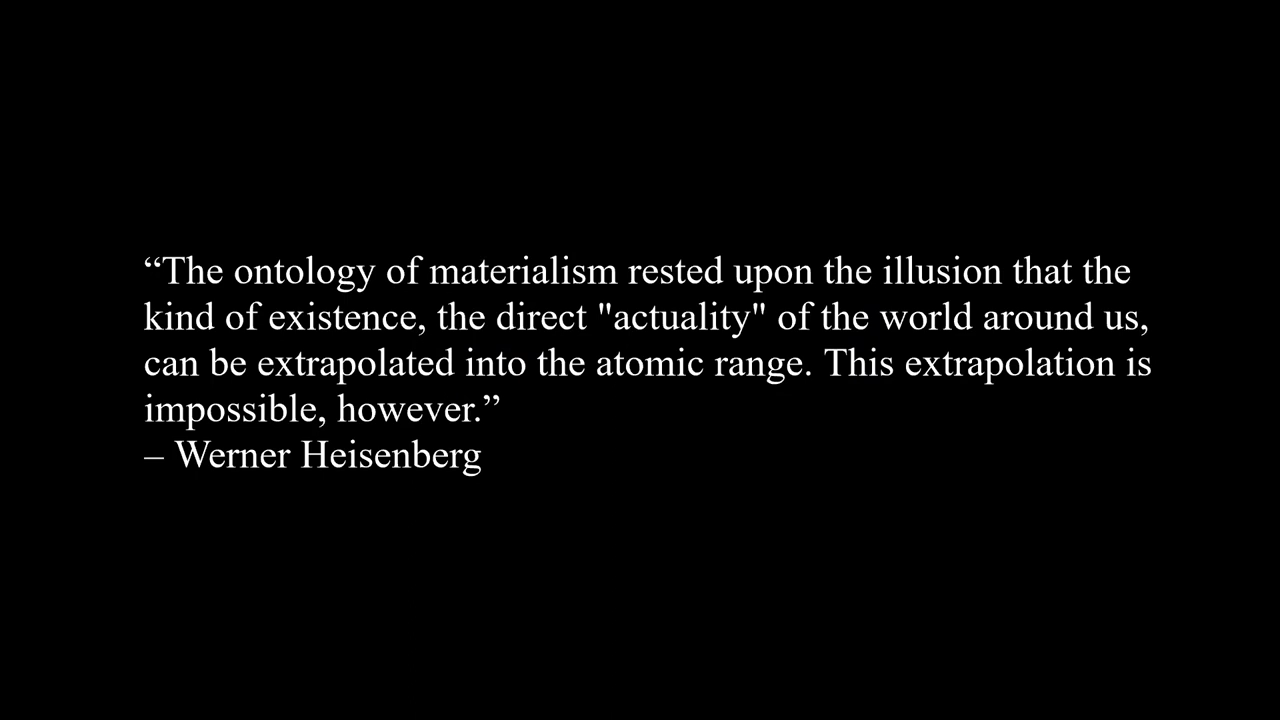 “The ontology of materialism rested upon the illusion that the
kind of existence, the direct "actuality" of the world around us,
can be extrapolated into the atomic range. This extrapolation is
impossible, however.”
– Werner Heisenberg